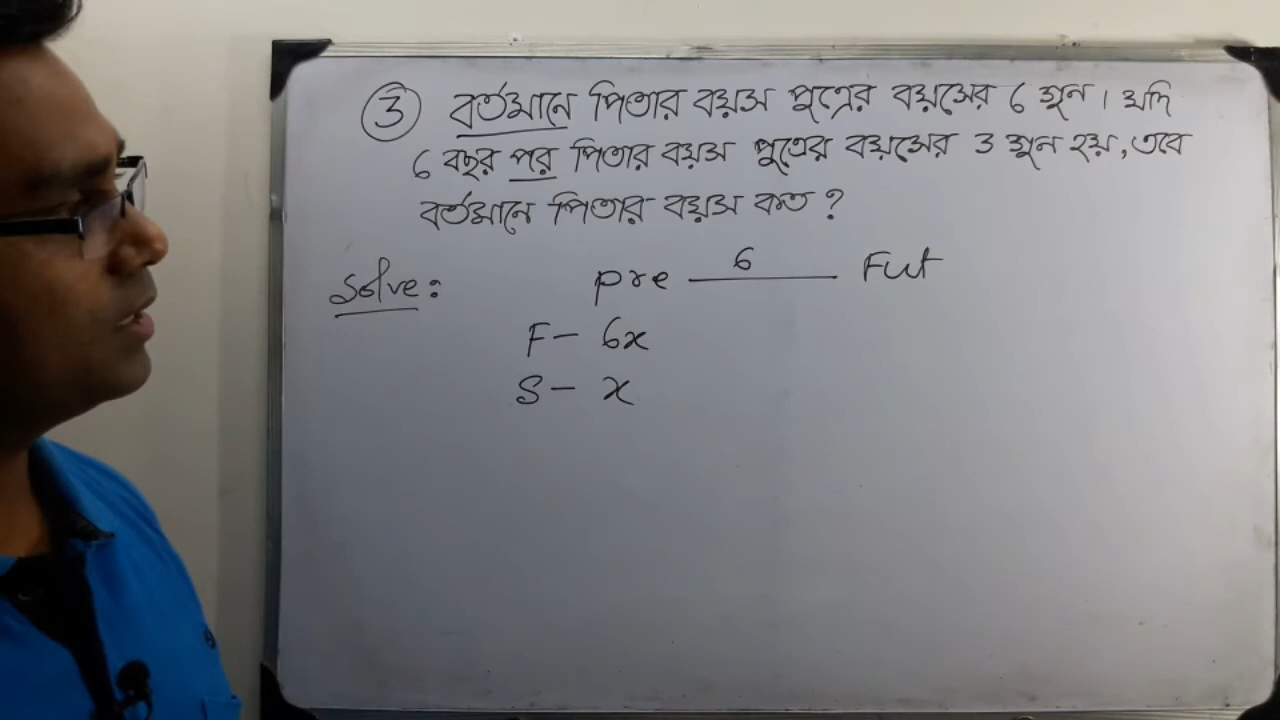 ③ বর্তমানে পিতার বয়স পুত্রের বয়সের 6 গুন। যদি
6 বছর পর পিতার বয়স পুত্রের বয়সের 3 গুন হয়, তবে
বর্তমানে পিতার বয়স কত?
Solve: pre 6 Fut
F- 6x
S- x